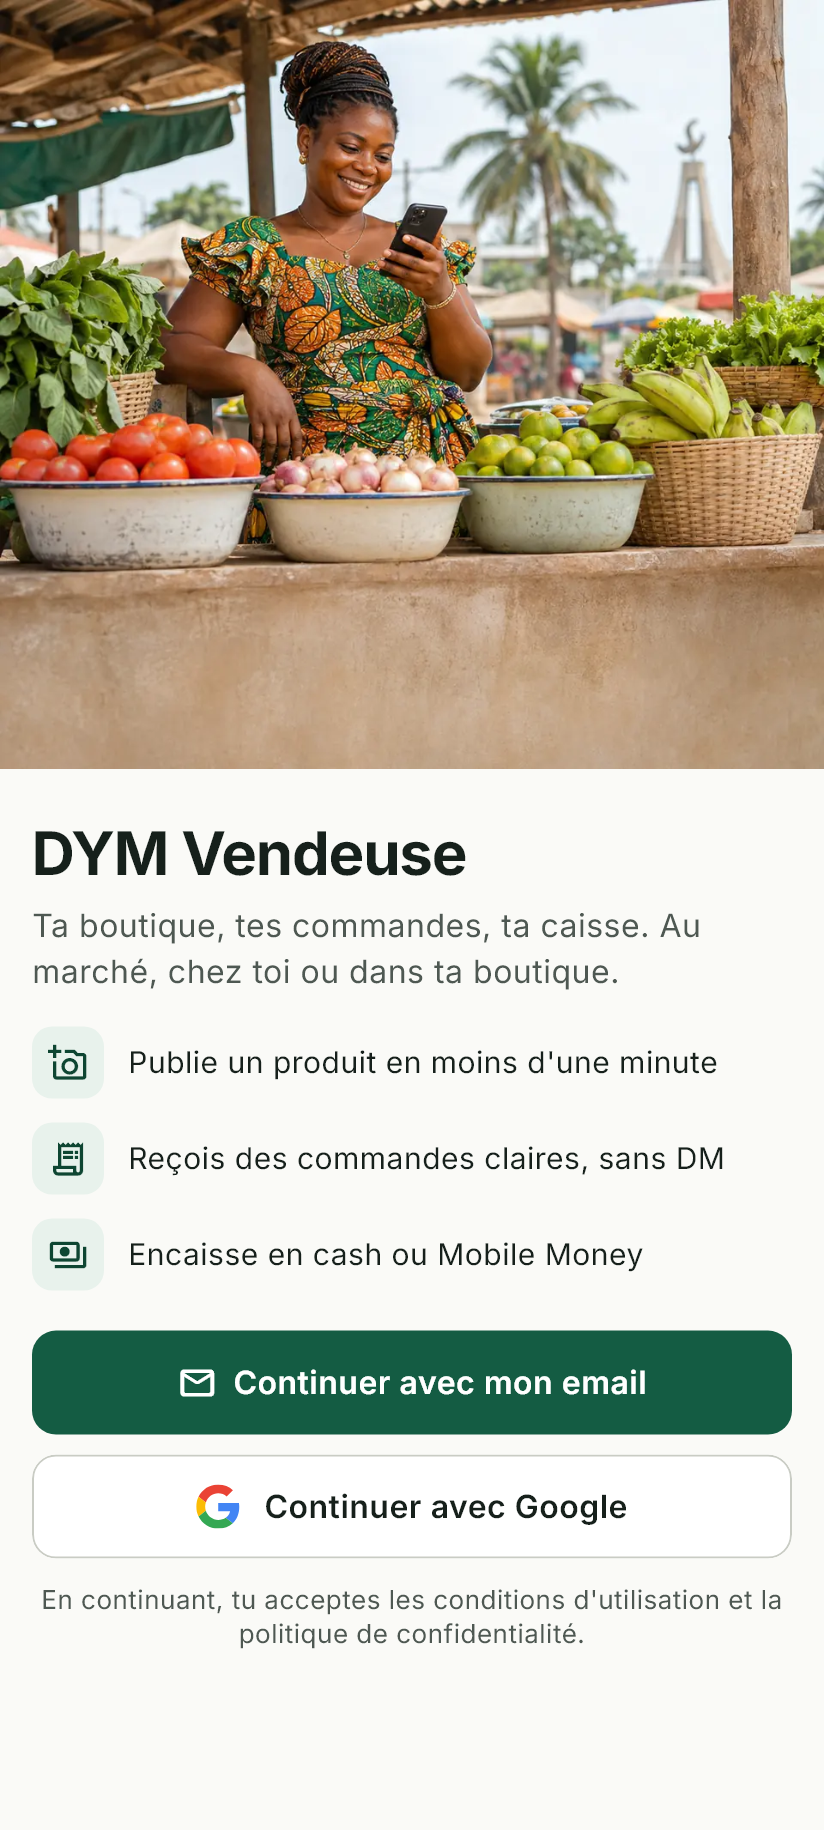 DYM Vendeuse
Ta boutique, tes commandes, ta caisse. Au
marché, chez toi ou dans ta boutique.
Publie un produit en moins d'une minute
Reçois des commandes claires, sans DM
Encaisse en cash ou Mobile Money
Continuer avec mon email
Continuer avec Google
En continuant, tu acceptes les conditions d'utilisation et la
politique de confidentialité.